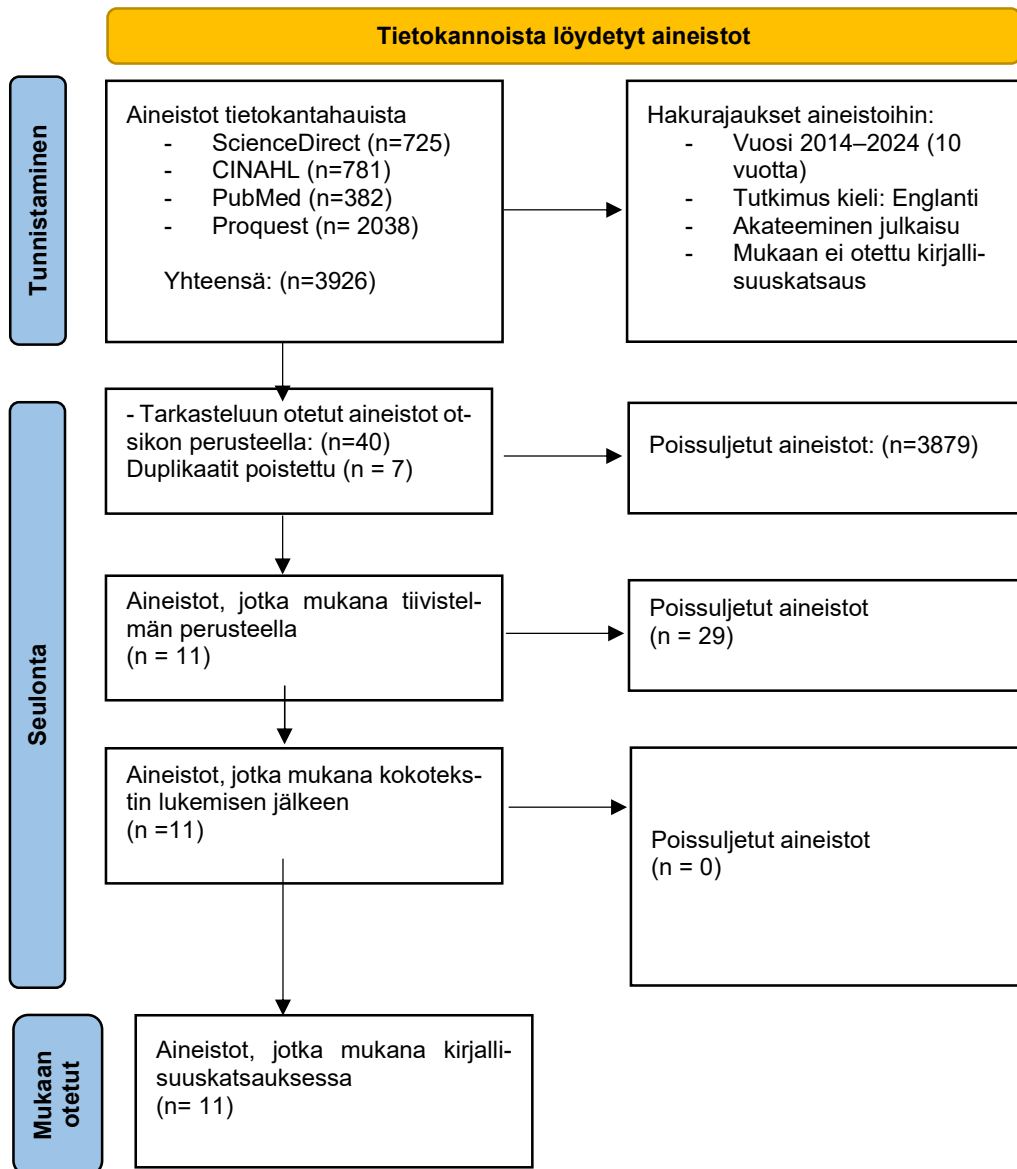 Tietokannoista löydetyt aineistot
Tunnistaminen
Aineistot tietokantahauista
- ScienceDirect (n=725)
- CINAHL (n=781)
- PubMed (n=382)
- Proquest (n= 2038)
Yhteensä: (n=3926)
Hakurajaukset aineistoihin:
- Vuosi 2014–2024 (10
vuotta)
- Tutkimus kieli: Englanti
- Akateeminen julkaisu
- Mukaan ei otettu kirjalli-
suuskatsaus
Seulonta
- Tarkasteluun otetut aineistot ot-
sikon perusteella: (n=40)
Duplikaatit poistettu (n = 7)
Poissuljetut aineistot: (n=3879)
Aineistot, jotka mukana tiivistel-
män perusteella
(n = 11)
Poissuljetut aineistot
(n = 29)
Aineistot, jotka mukana kokoteks-
tin lukemisen jälkeen
(n =11)
Poissuljetut aineistot
(n = 0)
Mukaan
otetut
Aineistot, jotka mukana kirjalli-
suuskatsauksessa
(n= 11)